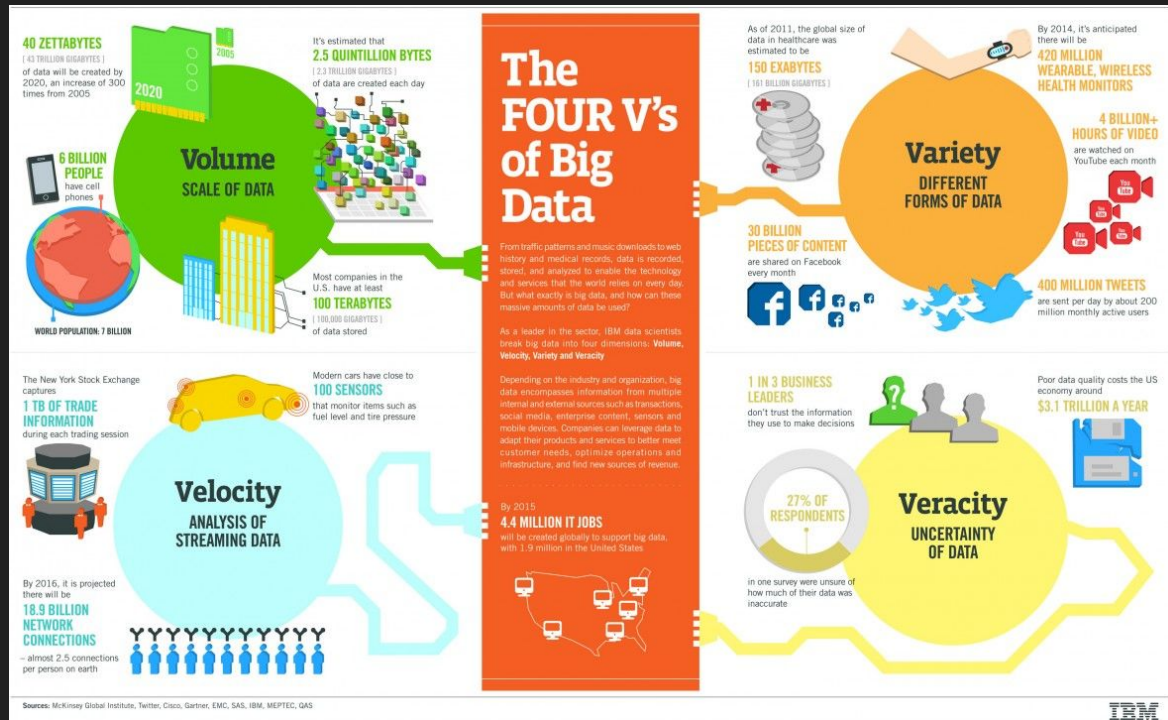 40 ZETTABYTES
[ 43 TRILLION GIGABYTES ]
of data will be created by
2020, an increase of 300
times from 2005
2005
2020
It's estimated that
2.5 QUINTILLION BYTES
[ 2.3 TRILLION GIGABYTES ]
of data are created each day
6 BILLION
PEOPLE
have cell
phones
Volume
SCALE OF DATA
WORLD POPULATION: 7 BILLION
Most companies in the
U.S. have at least
100 TERABYTES
[ 100,000 GIGABYTES ]
of data stored
The New York Stock Exchange
captures
1 TB OF TRADE
INFORMATION
during each trading session
Modern cars have close to
100 SENSORS
that monitor items such as
fuel level and tire pressure
Velocity
ANALYSIS OF
STREAMING DATA
By 2016, it is projected
there will be
18.9 BILLION
NETWORK
CONNECTIONS
– almost 2.5 connections
per person on earth
The
FOUR V's
of Big
Data
From traffic patterns and music downloads to web
history and medical records, data is recorded,
stored, and analyzed to enable the technology
and services that the world relies on every day.
But what exactly is big data, and how can these
massive amounts of data be used?
As a leader in the sector, IBM data scientists
break big data into four dimensions: Volume,
Velocity, Variety and Veracity
Depending on the industry and organization, big
data encompasses information from multiple
internal and external sources such as transactions,
social media, enterprise content, sensors and
mobile devices. Companies can leverage data to
adapt their products and services to better meet
customer needs, optimize operations and
infrastructure, and find new sources of revenue.
By 2015
4.4 MILLION IT JOBS
will be created globally to support big data,
with 1.9 million in the United States
As of 2011, the global size of
data in healthcare was
estimated to be
150 EXABYTES
[ 161 BILLION GIGABYTES ]
By 2014, it's anticipated
there will be
420 MILLION
WEARABLE, WIRELESS
HEALTH MONITORS
4 BILLION+
HOURS OF VIDEO
are watched on
YouTube each month
You
Tube
You
Tube
You
Tube
You
Tube
Variety
DIFFERENT
FORMS OF DATA
30 BILLION
PIECES OF CONTENT
are shared on Facebook
every month
400 MILLION TWEETS
are sent per day by about 200
million monthly active users
1 IN 3 BUSINESS
LEADERS
don't trust the information
they use to make decisions
?
Poor data quality costs the US
economy around
$3.1 TRILLION A YEAR
27% OF
RESPONDENTS
in one survey were unsure of
how much of their data was
inaccurate
Veracity
UNCERTAINTY
OF DATA
Sources: McKinsey Global Institute, Twitter, Cisco, Gartner, EMC, SAS, IBM, MEPTEC, QAS
IBM